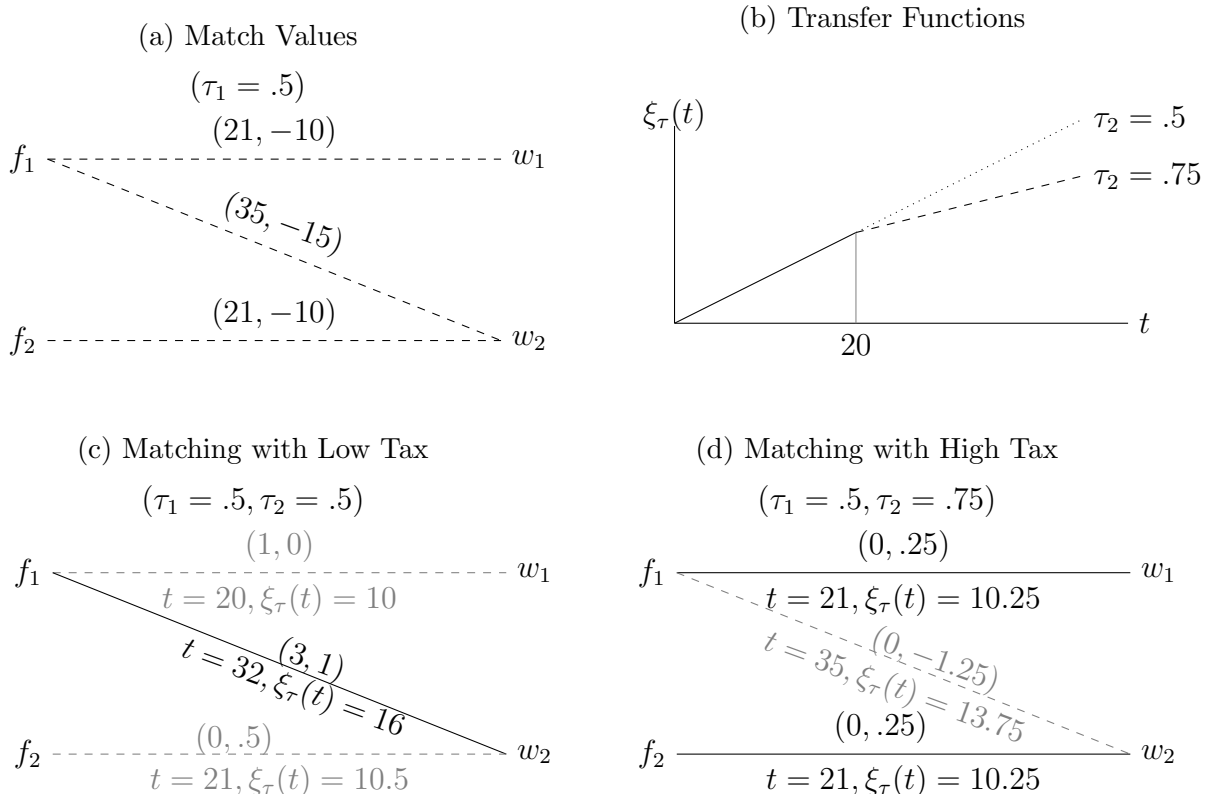 (a) Match Values
(τ₁ = .5)
(21, −10)
f₁ w₁
(35, −15)
(21, −10)
f₂ w₂
(b) Transfer Functions
ξτ(t)
τ₂ = .5
τ₂ = .75
t
20
(c) Matching with Low Tax
(τ₁ = .5, τ₂ = .5)
(1, 0)
f₁ w₁
t = 20, ξτ(t) = 10
(3, 1)
t = 32, ξτ(t) = 16
(0, .5)
f₂ w₂
t = 21, ξτ(t) = 10.5
(d) Matching with High Tax
(τ₁ = .5, τ₂ = .75)
(0, .25)
f₁ w₁
t = 21, ξτ(t) = 10.25
(0, −1.25)
t = 35, ξτ(t) = 13.75
(0, .25)
f₂ w₂
t = 21, ξτ(t) = 10.25